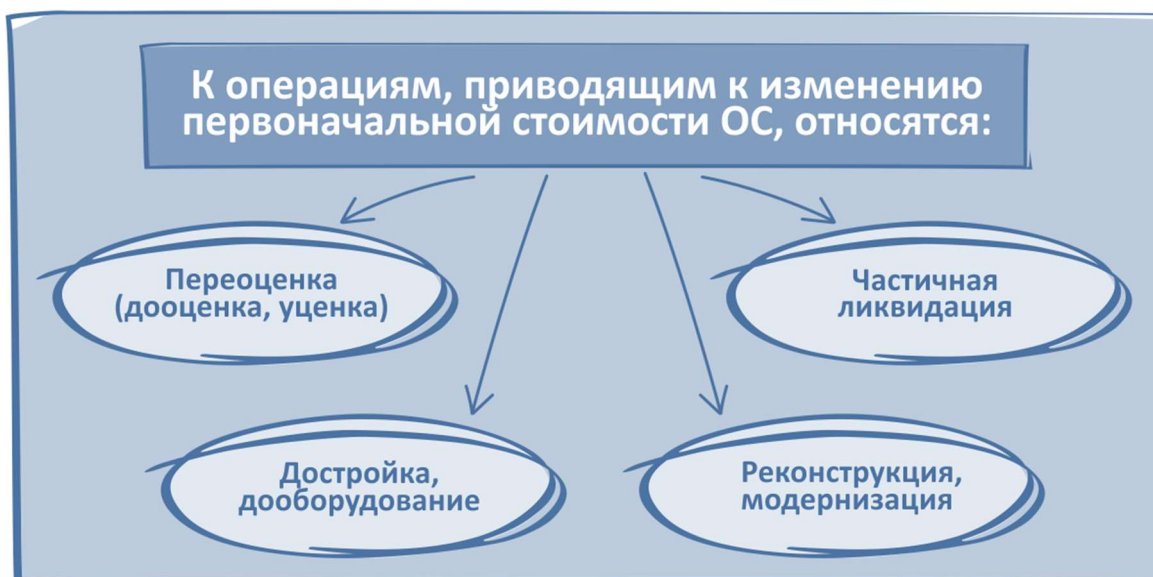 К операциям, приводящим к изменению
первоначальной стоимости ОС, относятся:
Переоценка
(дооценка, уценка)
Частичная
ликвидация
Достройка,
дооборудование
Реконструкция,
модернизация